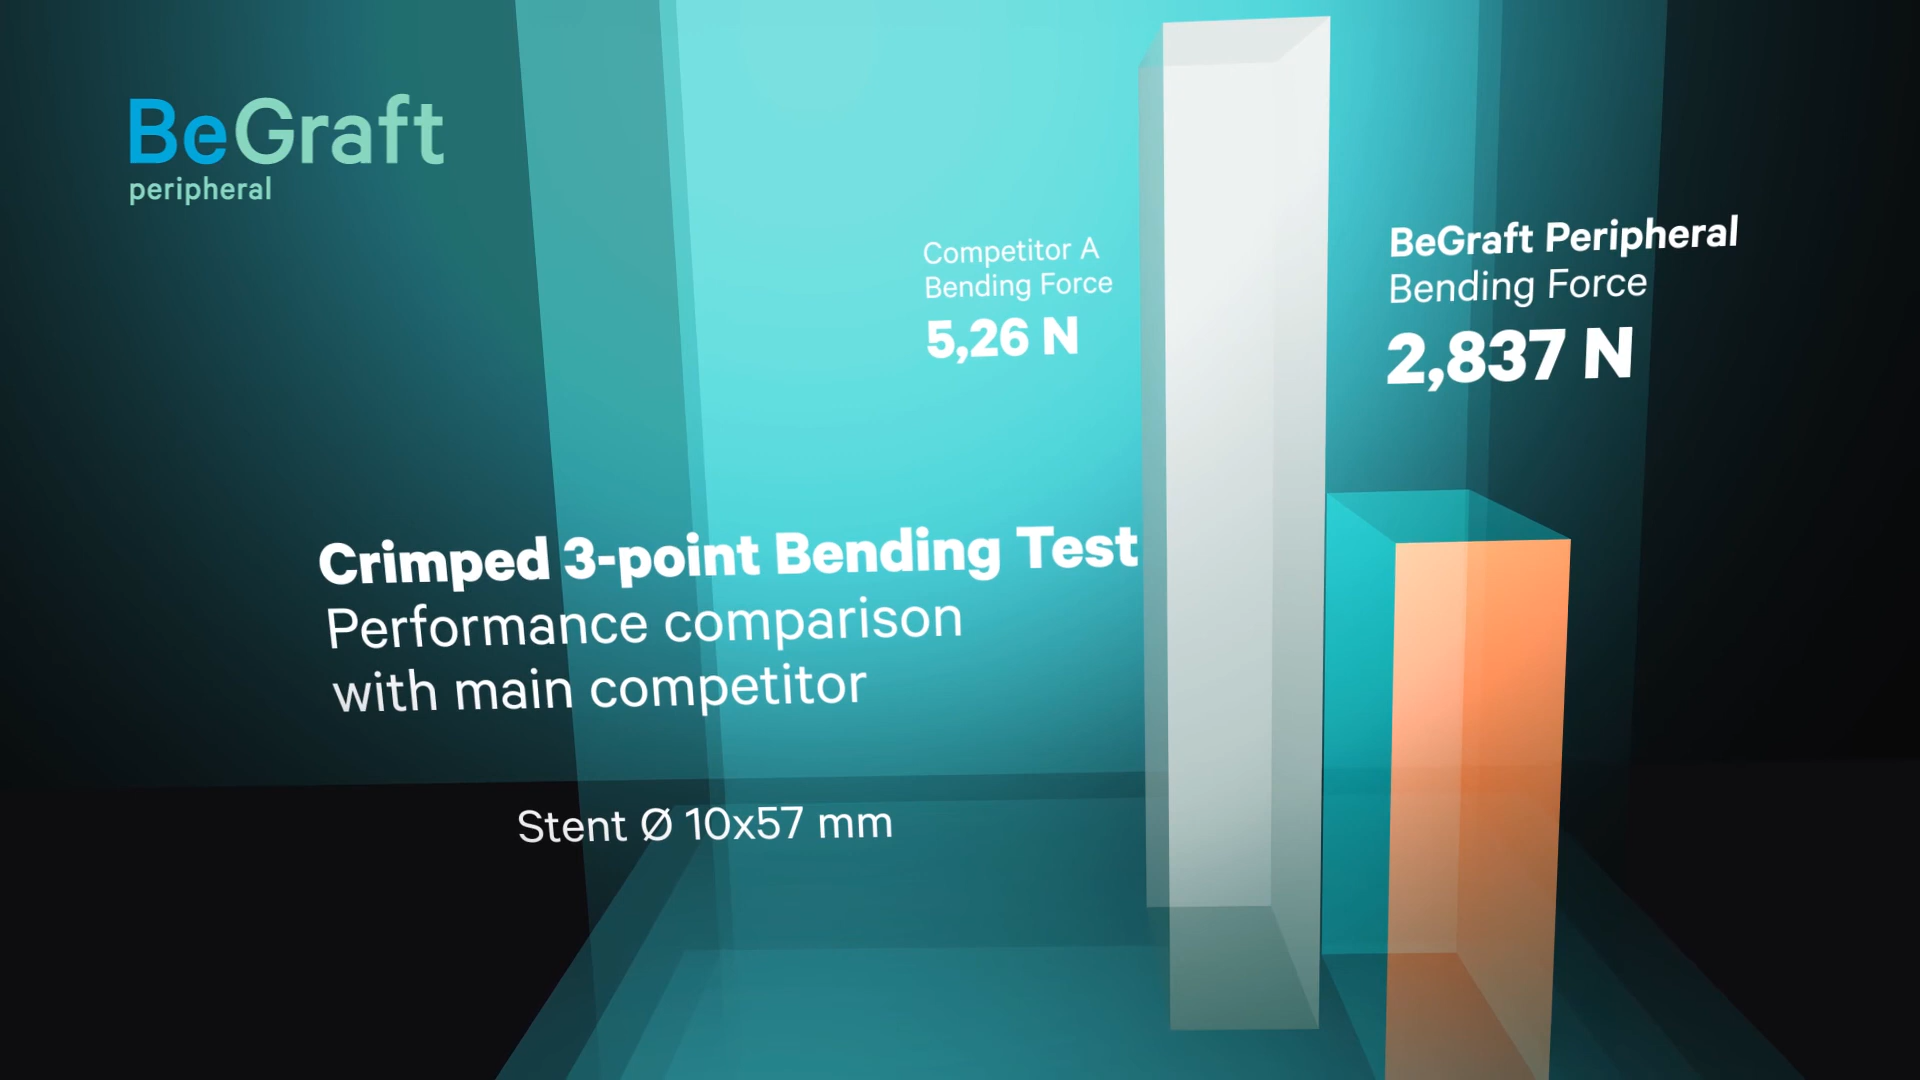 BeGraft
peripheral
Competitor A
Bending Force
5,26 N
BeGraft Peripheral
Bending Force
2,837 N
Crimped 3-point Bending Test
Performance comparison
with main competitor
Stent Ø 10x57 mm